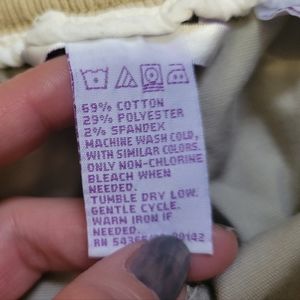 69% COTTON
29% POLYESTER
2% SPANDEX
MACHINE WASH COLD,
WITH SIMILAR COLORS.
ONLY NON-CHLORINE
BLEACH WHEN
NEEDED.
TUMBLE DRY LOW.
GENTLE CYCLE.
WARM IRON IF
NEEDED.
RN